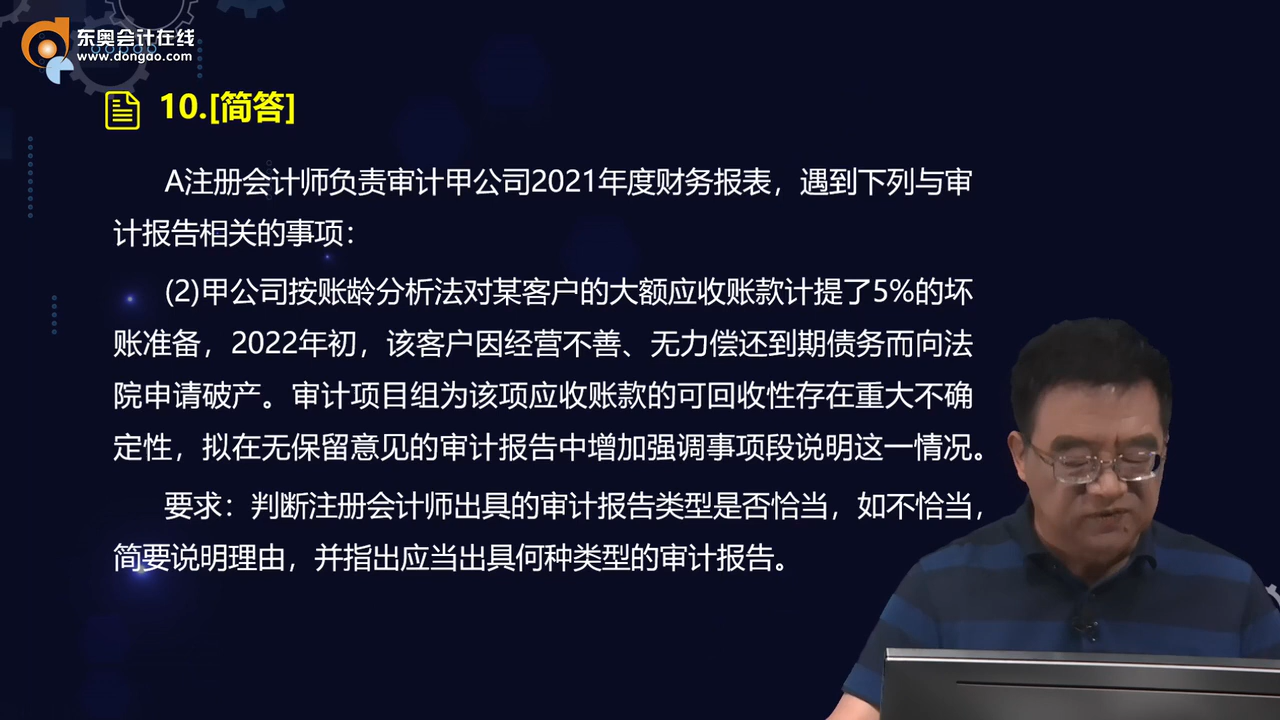 东奥会计在线
www.dongao.com
10.[简答]
A注册会计师负责审计甲公司2021年度财务报表，遇到下列与审
计报告相关的事项：
(2)甲公司按账龄分析法对某客户的大额应收账款计提了5%的坏
账准备，2022年初，该客户因经营不善、无力偿还到期债务而向法
院申请破产。审计项目组为该项应收账款的可回收性存在重大不确
定性，拟在无保留意见的审计报告中增加强调事项段说明这一情况。
要求：判断注册会计师出具的审计报告类型是否恰当，如不恰当，
简要说明理由，并指出应当出具何种类型的审计报告。